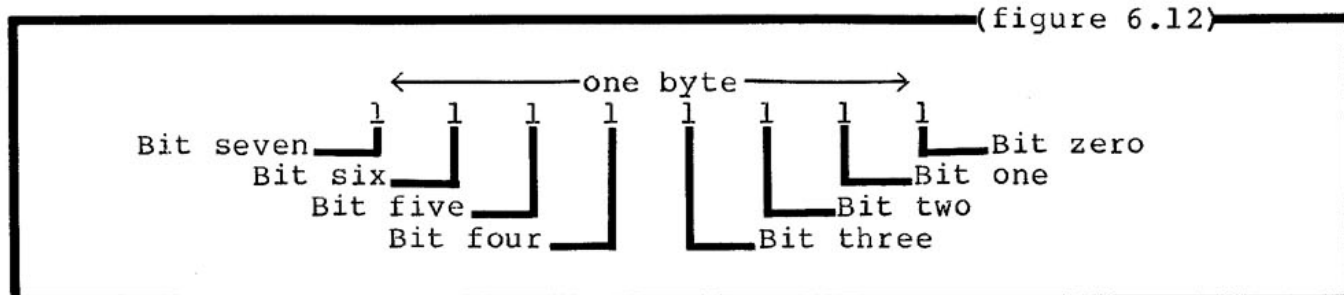 (figure 6.12)
one byte
1 1 1 1 1 1 1 1
Bit seven Bit zero
Bit six Bit one
Bit five Bit two
Bit four Bit three